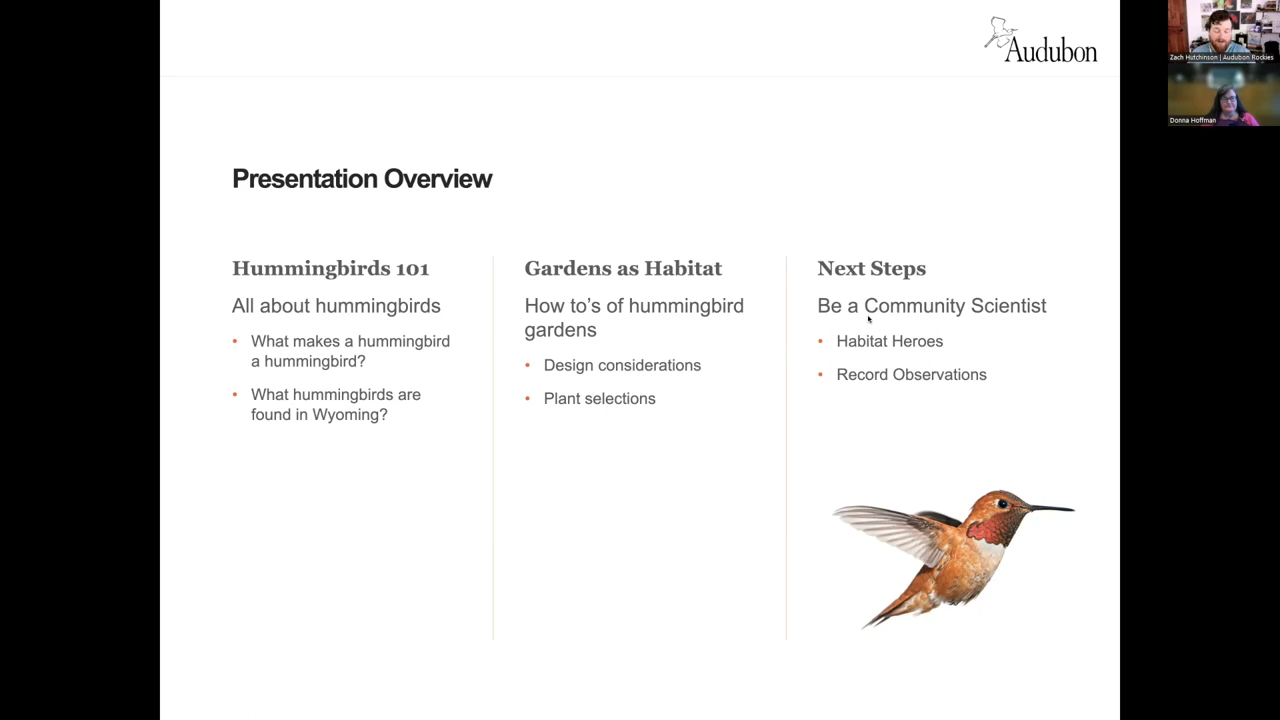 Audubon
Zach Hutchinson | Audubon Rockies
Donna Hoffman
Presentation Overview
Hummingbirds 101
All about hummingbirds
• What makes a hummingbird
a hummingbird?
• What hummingbirds are
found in Wyoming?
Gardens as Habitat
How to’s of hummingbird
gardens
• Design considerations
• Plant selections
Next Steps
Be a Community Scientist
• Habitat Heroes
• Record Observations